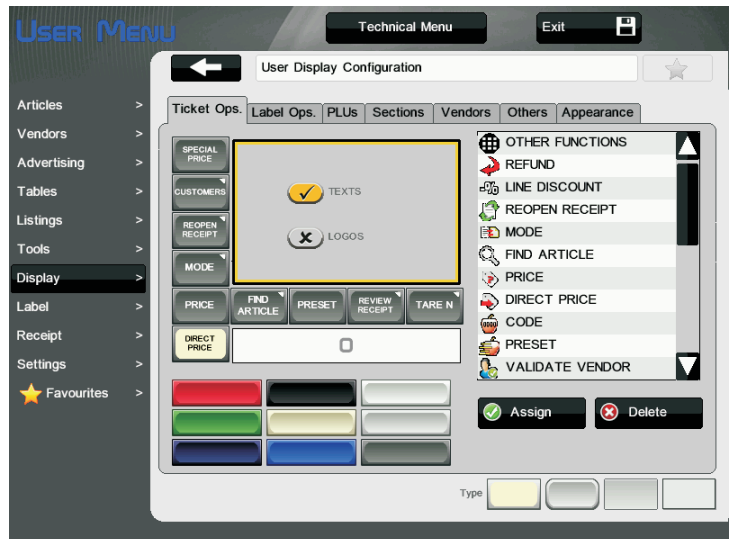 USER MENU
Technical Menu
Exit
User Display Configuration
Articles >
Vendors >
Advertising >
Tables >
Listings >
Tools >
Display >
Label >
Receipt >
Settings >
Favourites >
Ticket Ops.
Label Ops.
PLUs
Sections
Vendors
Others
Appearance
SPECIAL
PRICE
CUSTOMERS
REOPEN
RECEIPT
MODE
TEXTS
LOGOS
PRICE
FIND
ARTICLE
PRESET
REVIEW
RECEIPT
TARE N
DIRECT
PRICE
0
OTHER FUNCTIONS
REFUND
LINE DISCOUNT
REOPEN RECEIPT
MODE
FIND ARTICLE
PRICE
DIRECT PRICE
CODE
PRESET
VALIDATE VENDOR
Assign
Delete
Type